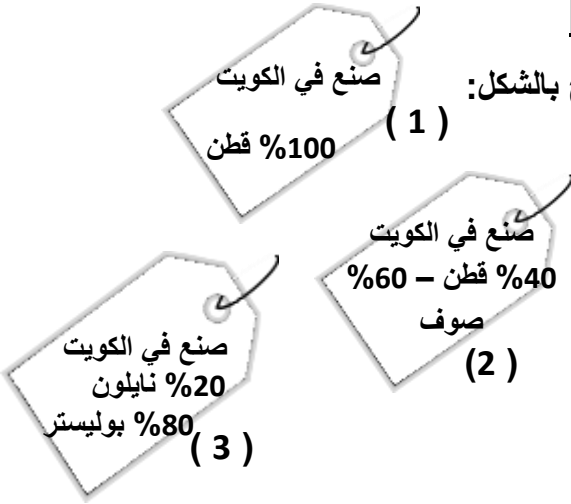 بالشكل:
صنع في الكويت
100% قطن
( 1 )
صنع في الكويت
40% قطن – 60%
صوف
(2 )
صنع في الكويت
20% نايلون
80% بوليستر
( 3 )